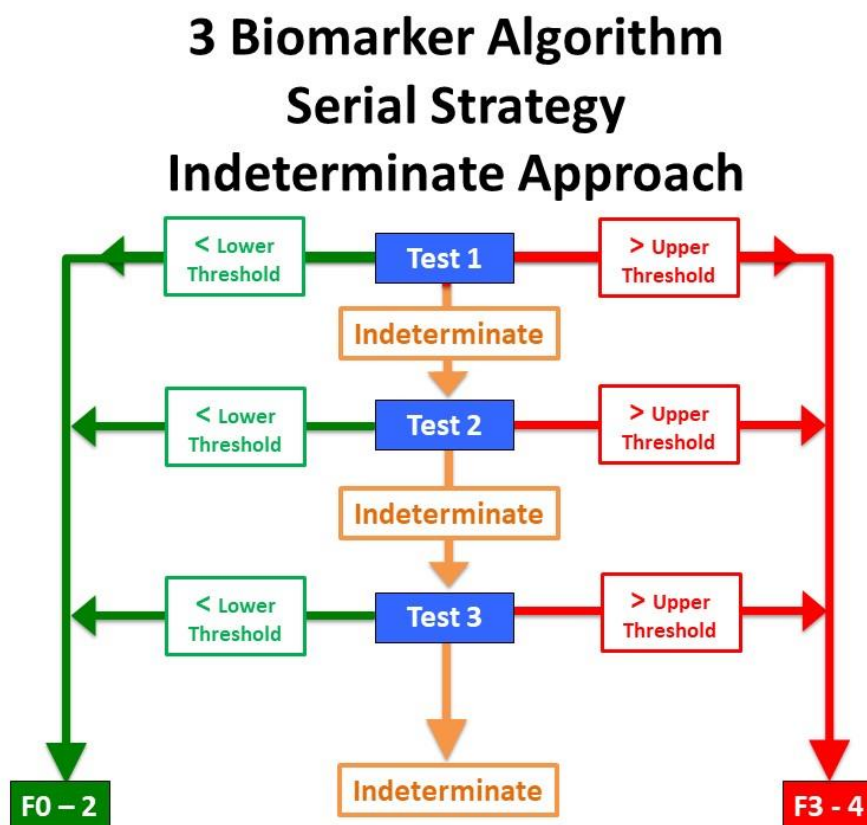 3 Biomarker Algorithm
Serial Strategy
Indeterminate Approach
< Lower
Threshold
Test 1
> Upper
Threshold
Indeterminate
< Lower
Threshold
Test 2
> Upper
Threshold
Indeterminate
< Lower
Threshold
Test 3
> Upper
Threshold
Indeterminate
F0 – 2
F3 - 4